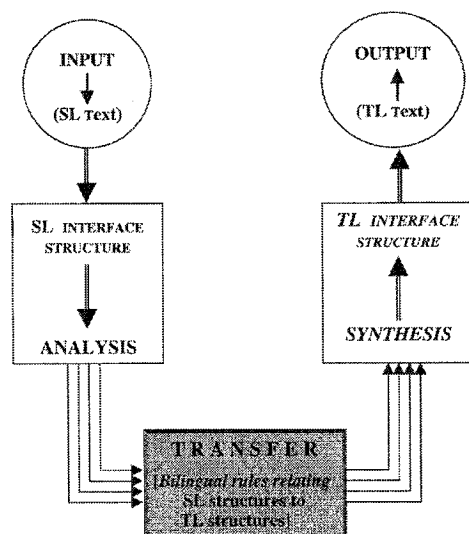 INPUT
(SL Text)
SL INTERFACE
STRUCTURE
ANALYSIS
TRANSFER
[Bilingual rules relating
SL structures to
TL structures]
OUTPUT
(TL Text)
TL INTERFACE
STRUCTURE
SYNTHESIS